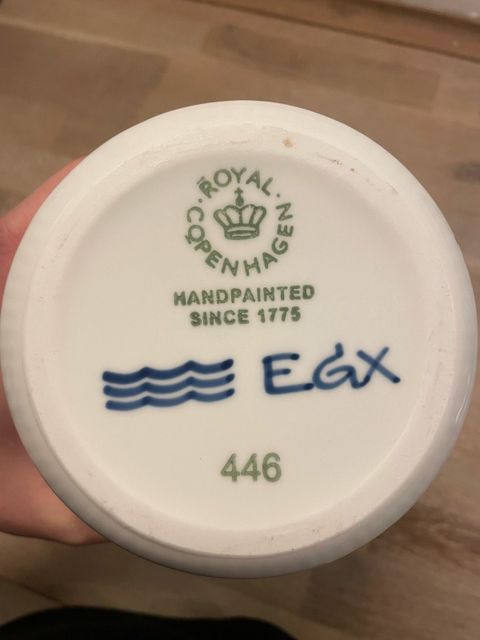 ROYAL
COPENHAGEN
HANDPAINTED
SINCE 1775
EGX
446